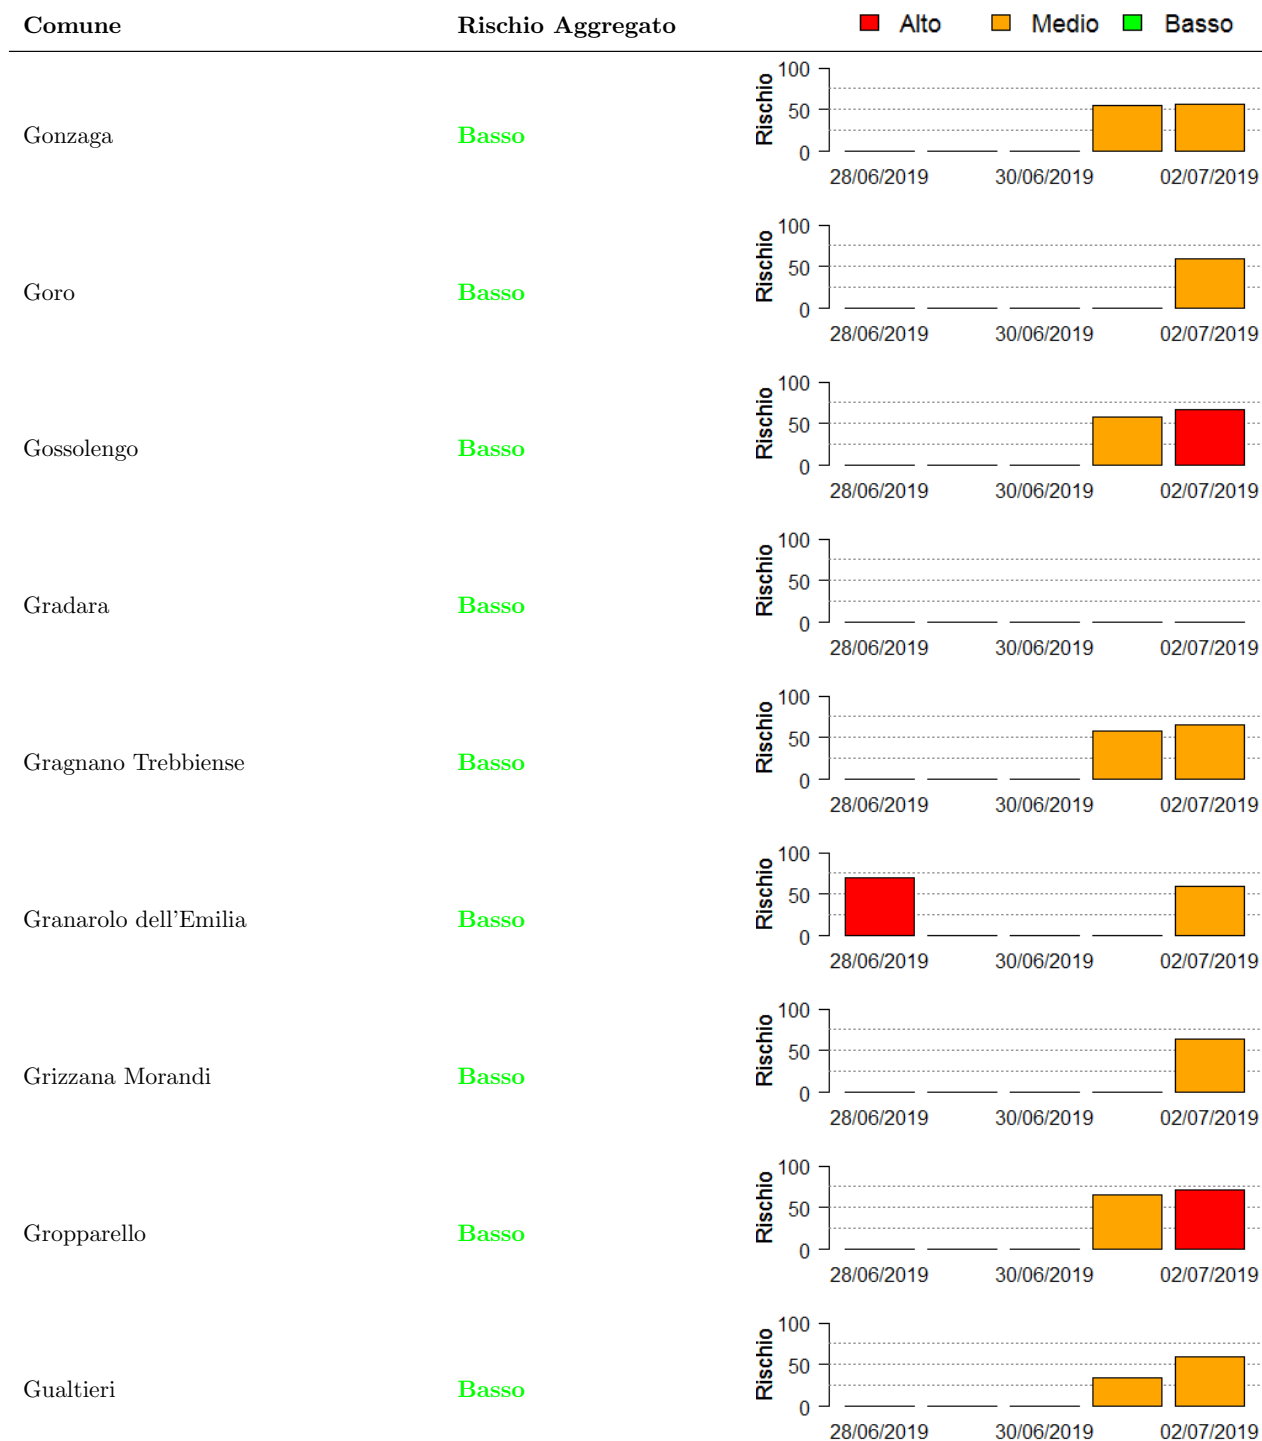 Comune Rischio Aggregato Alto Medio Basso
Gonzaga Basso
Rischio
100
50
0
28/06/2019 30/06/2019 02/07/2019
Goro Basso
Rischio
100
50
0
28/06/2019 30/06/2019 02/07/2019
Gossolengo Basso
Rischio
100
50
0
28/06/2019 30/06/2019 02/07/2019
Gradara Basso
Rischio
100
50
0
28/06/2019 30/06/2019 02/07/2019
Gragnano Trebbiense Basso
Rischio
100
50
0
28/06/2019 30/06/2019 02/07/2019
Granarolo dell'Emilia Basso
Rischio
100
50
0
28/06/2019 30/06/2019 02/07/2019
Grizzana Morandi Basso
Rischio
100
50
0
28/06/2019 30/06/2019 02/07/2019
Gropparello Basso
Rischio
100
50
0
28/06/2019 30/06/2019 02/07/2019
Gualtieri Basso
Rischio
100
50
0
28/06/2019 30/06/2019 02/07/2019